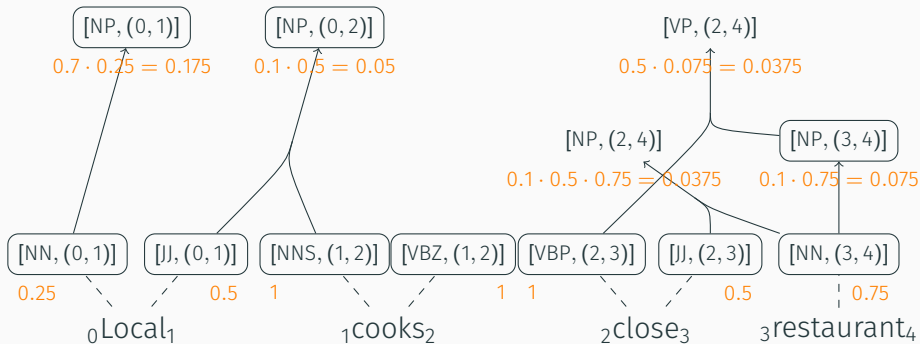 [NP, (0, 1)] [NP, (0, 2)] [VP, (2, 4)]
0.7 · 0.25 = 0.175 0.1 · 0.5 = 0.05 0.5 · 0.075 = 0.0375
[NP, (2, 4)] [NP, (3, 4)]
0.1 · 0.5 · 0.75 = 0.0375 0.1 · 0.75 = 0.075
[NN, (0, 1)] [JJ, (0, 1)] [NNS, (1, 2)] [VBZ, (1, 2)] [VBP, (2, 3)] [JJ, (2, 3)] [NN, (3, 4)]
0.25 0.5 1 1 1 0.5 0.75
₀Local₁ ₁cooks₂ ₂close₃ ₃restaurant₄